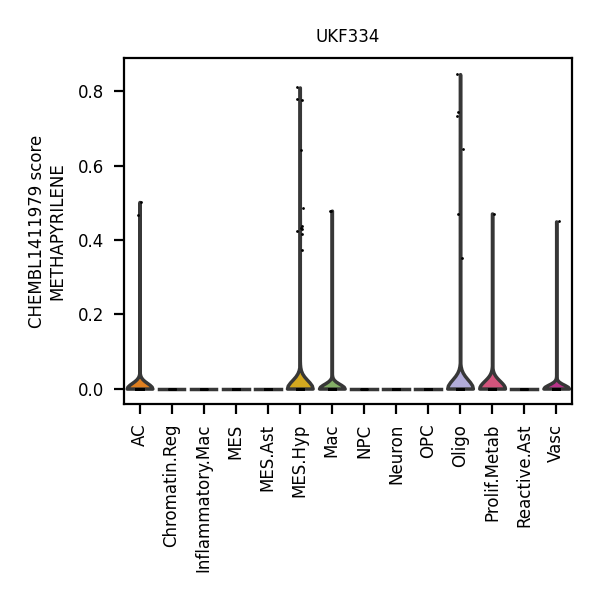 UKF334
CHEMBL1411979 score
METHAPYRILENE
0.8
0.6
0.4
0.2
0.0
AC
Chromatin.Reg
Inflammatory.Mac
MES
MES.Ast
MES.Hyp
Mac
NPC
Neuron
OPC
Oligo
Prolif.Metab
Reactive.Ast
Vasc